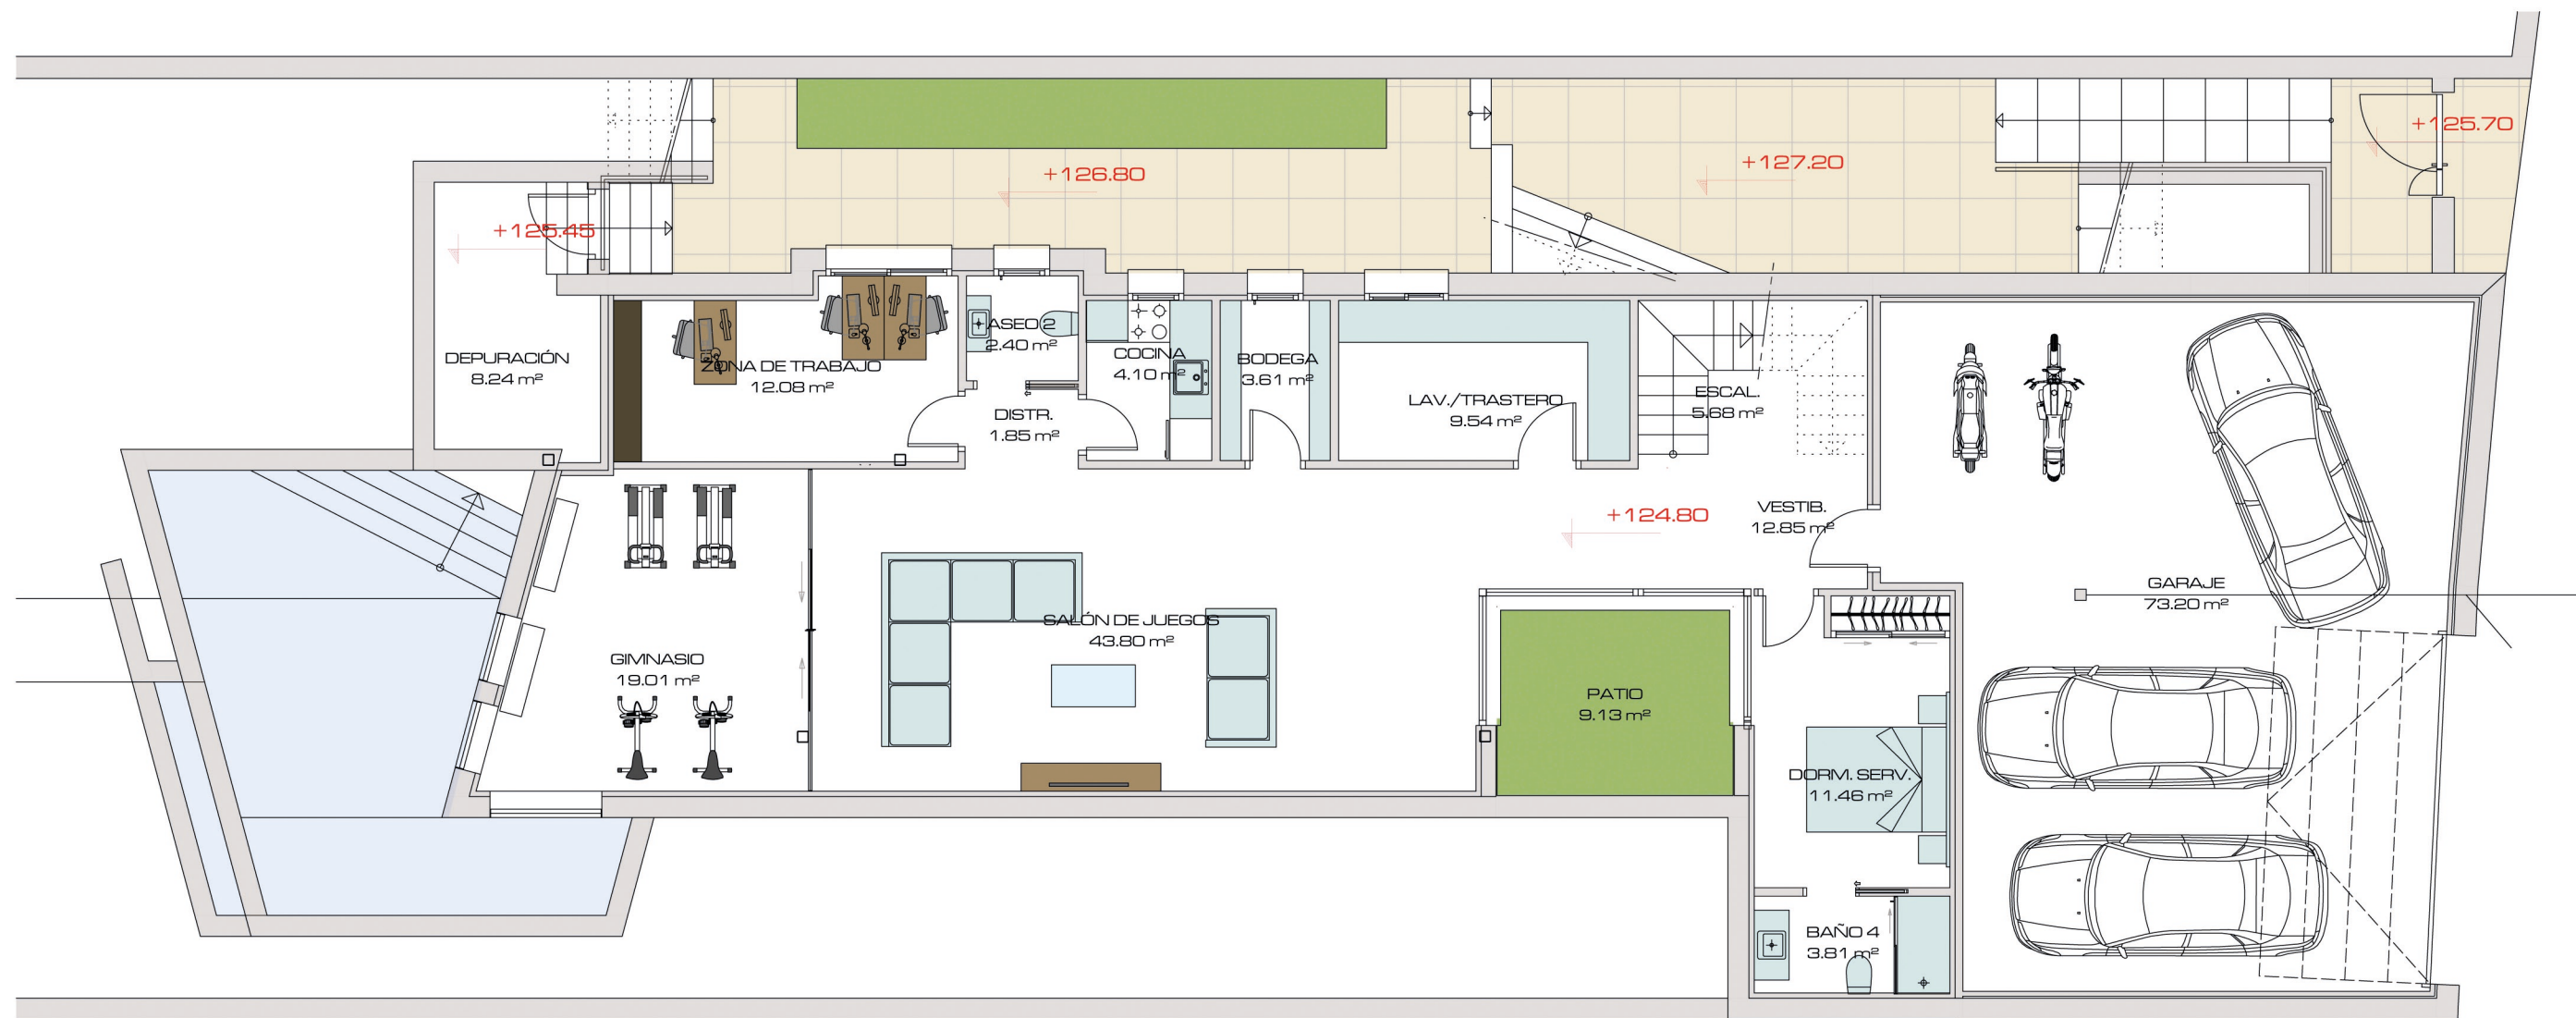 +125.70
+127.20
+126.80
+125.45
ASEO 2
2.40 m²
DEPURACIÓN
8.24 m²
ZONA DE TRABAJO
12.08 m²
COCINA
4.10 m²
BODEGA
3.61 m²
DISTR.
1.85 m²
LAV./TRASTERO
9.54 m²
ESCAL.
5.68 m²
+124.80
VESTIB.
12.85 m²
GARAJE
73.20 m²
SALÓN DE JUEGOS
43.80 m²
GIMNASIO
19.01 m²
PATIO
9.13 m²
DORM. SERV.
11.46 m²
BAÑO 4
3.81 m²